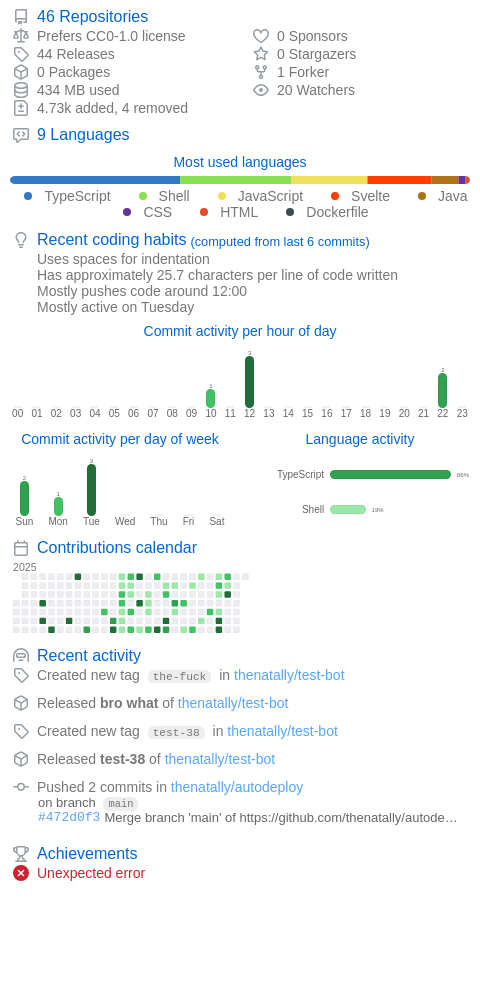 46 Repositories
Prefers CC0-1.0 license
0 Sponsors
44 Releases
0 Stargazers
0 Packages
1 Forker
434 MB used
20 Watchers
4.73k added, 4 removed
9 Languages
Most used languages
TypeScript Shell JavaScript Svelte Java
CSS HTML Dockerfile
Recent coding habits (computed from last 6 commits)
Uses spaces for indentation
Has approximately 25.7 characters per line of code written
Mostly pushes code around 12:00
Mostly active on Tuesday
Commit activity per hour of day
1 3 2
00 01 02 03 04 05 06 07 08 09 10 11 12 13 14 15 16 17 18 19 20 21 22 23
Commit activity per day of week
2 1 3
Sun Mon Tue Wed Thu Fri Sat
Language activity
TypeScript 66%
Shell 19%
Contributions calendar
2025
Recent activity
Created new tag the-fuck in thenatally/test-bot
Released bro what of thenatally/test-bot
Created new tag test-38 in thenatally/test-bot
Released test-38 of thenatally/test-bot
Pushed 2 commits in thenatally/autodeploy
on branch main
#472d0f3 Merge branch 'main' of https://github.com/thenatally/autode…
Achievements
Unexpected error